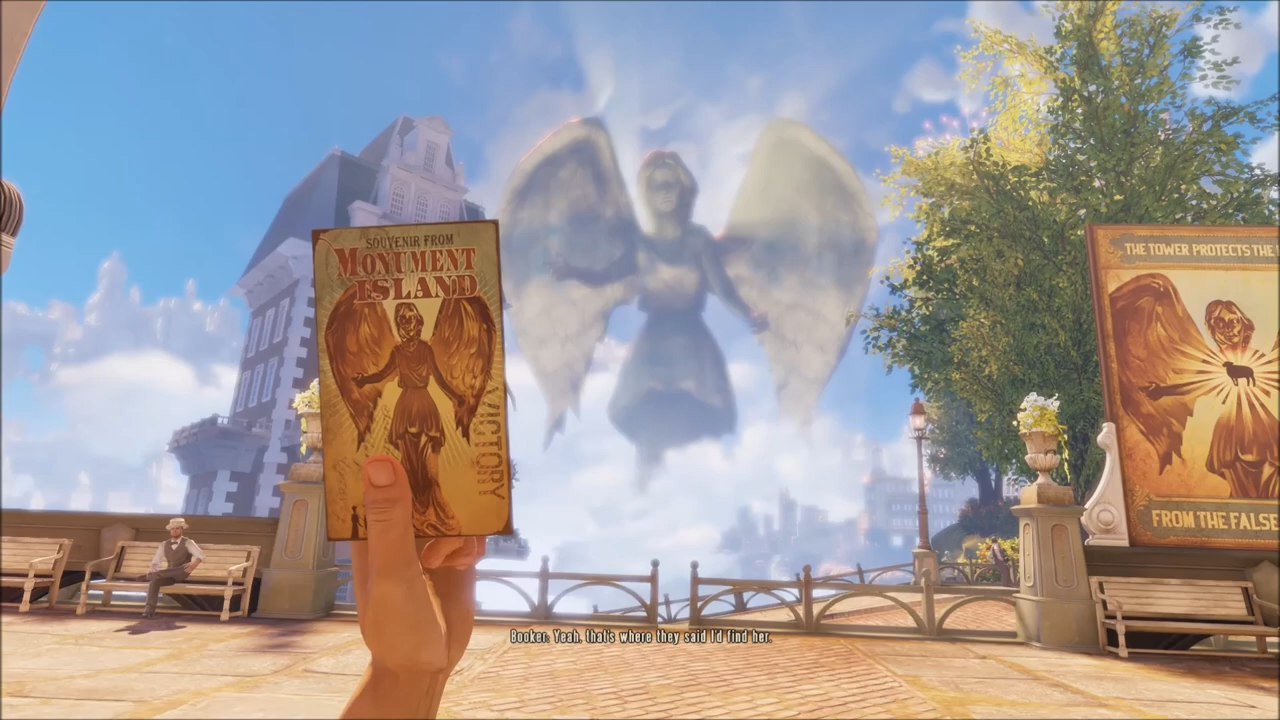 SOUVENIR FROM
MONUMENT
ISLAND
VICTORY
THE TOWER PROTECTS THE
FROM THE FALSE
Booker: Yeah, that's where they said I'd find her.